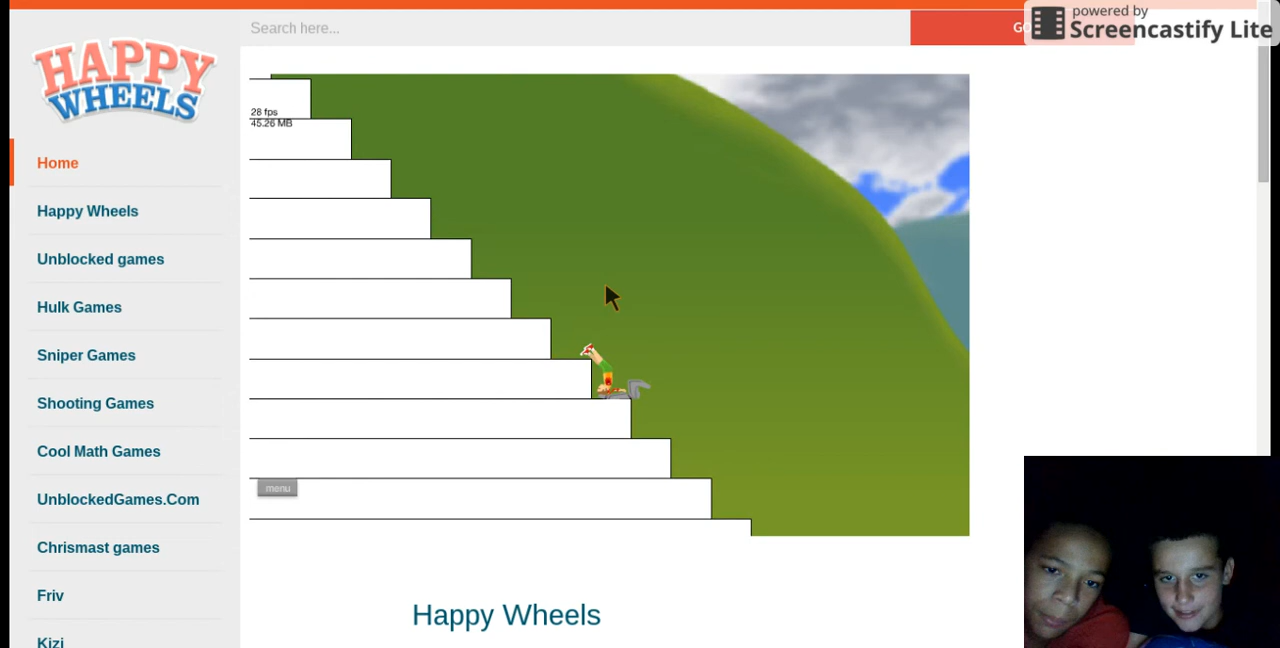 powered by
Screencastify Lite
Search here...
GO
HAPPY
WHEELS
28 fps
45.26 MB
Home
Happy Wheels
Unblocked games
Hulk Games
Sniper Games
Shooting Games
Cool Math Games
menu
UnblockedGames.Com
Chrismast games
Friv
Happy Wheels
Kizi